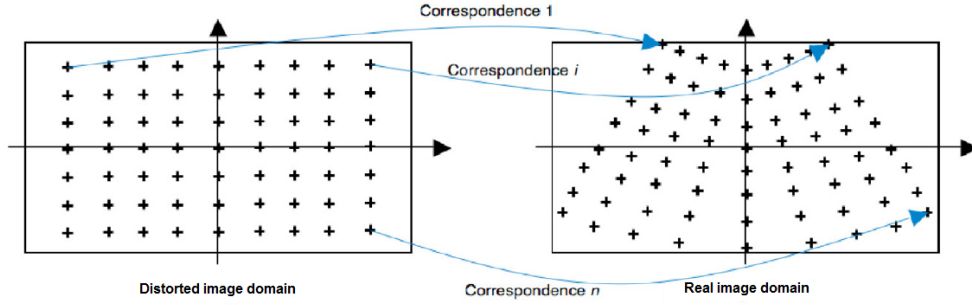 Correspondence 1
Correspondence i
Correspondence n
Distorted image domain
Real image domain